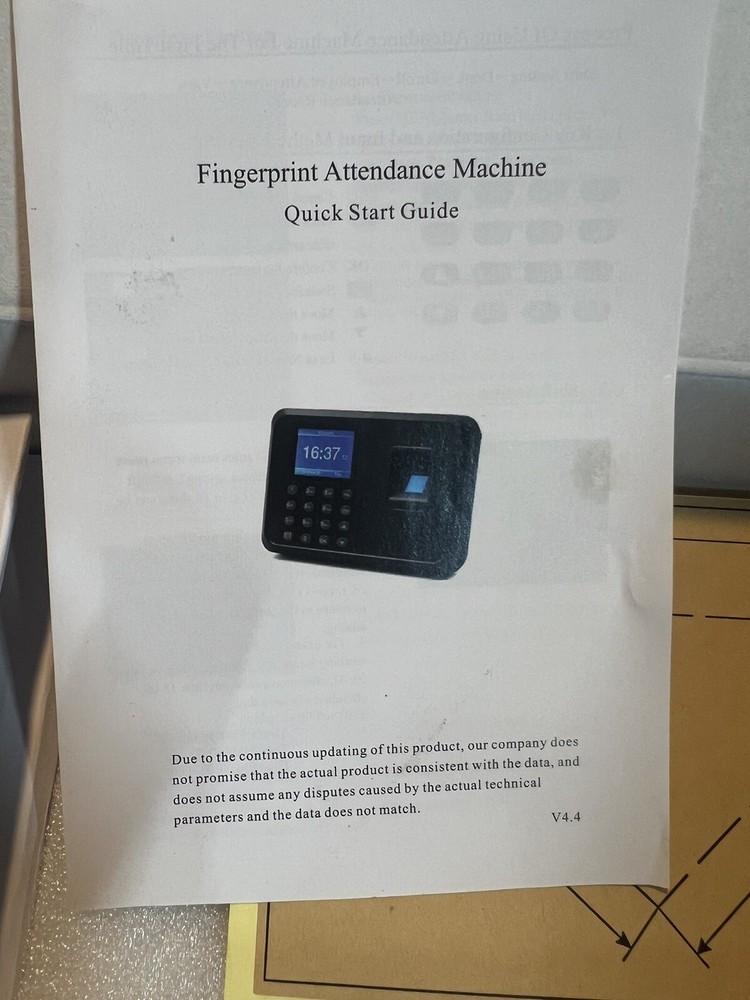 Fingerprint Attendance Machine
Quick Start Guide
16:37
Due to the continuous updating of this product, our company does
not promise that the actual product is consistent with the data, and
does not assume any disputes caused by the actual technical
parameters and the data does not match.
V4.4